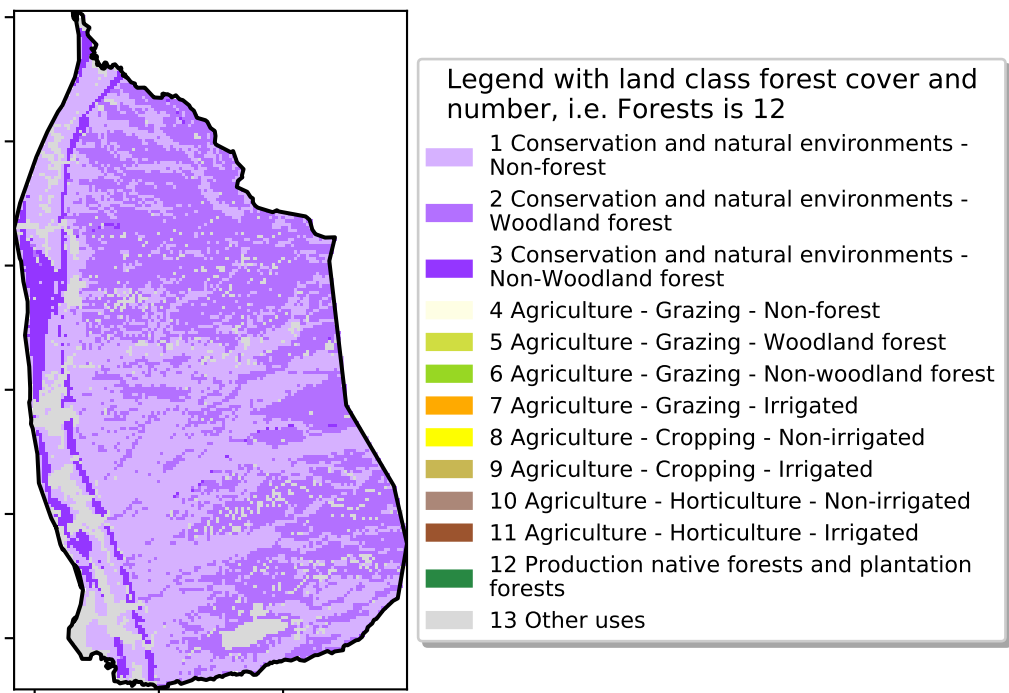 Legend with land class forest cover and
number, i.e. Forests is 12
1 Conservation and natural environments -
Non-forest
2 Conservation and natural environments -
Woodland forest
3 Conservation and natural environments -
Non-Woodland forest
4 Agriculture - Grazing - Non-forest
5 Agriculture - Grazing - Woodland forest
6 Agriculture - Grazing - Non-woodland forest
7 Agriculture - Grazing - Irrigated
8 Agriculture - Cropping - Non-irrigated
9 Agriculture - Cropping - Irrigated
10 Agriculture - Horticulture - Non-irrigated
11 Agriculture - Horticulture - Irrigated
12 Production native forests and plantation
forests
13 Other uses